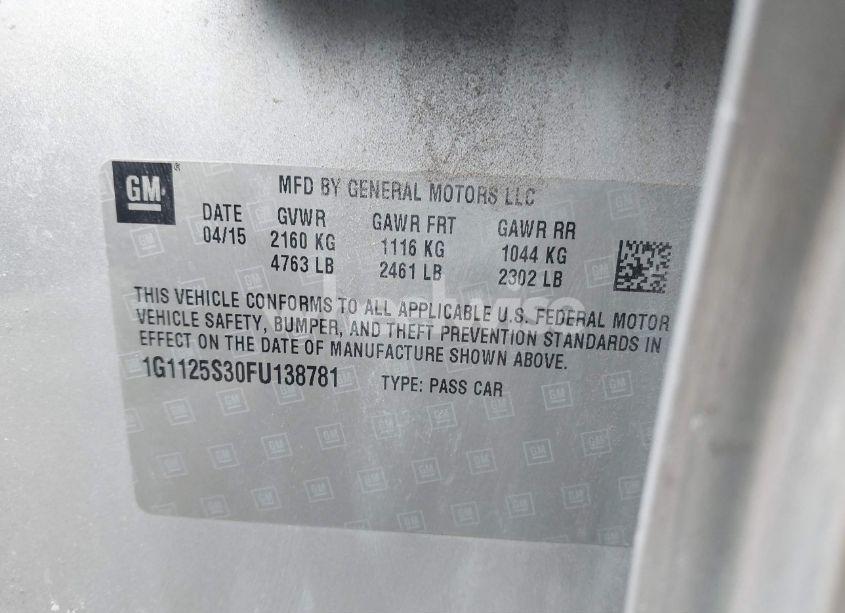 GM
MFD BY GENERAL MOTORS LLC
DATE GVWR GAWR FRT GAWR RR
04/15 2160 KG 1116 KG 1044 KG
4763 LB 2461 LB 2302 LB
THIS VEHICLE CONFORMS TO ALL APPLICABLE U.S. FEDERAL MOTOR
VEHICLE SAFETY, BUMPER, AND THEFT PREVENTION STANDARDS IN
EFFECT ON THE DATE OF MANUFACTURE SHOWN ABOVE.
1G1125S30FU138781 TYPE: PASS CAR